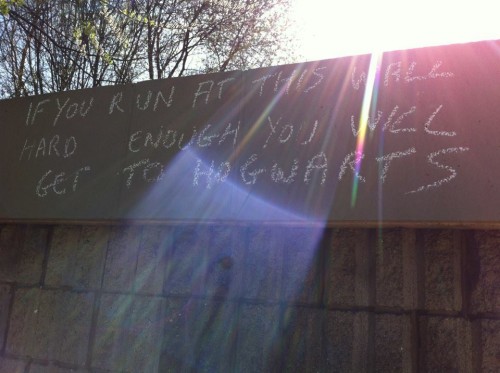 IF YOU RUN AT THIS WALL
HARD ENOUGH YOU WILL
GET TO HOGWARTS